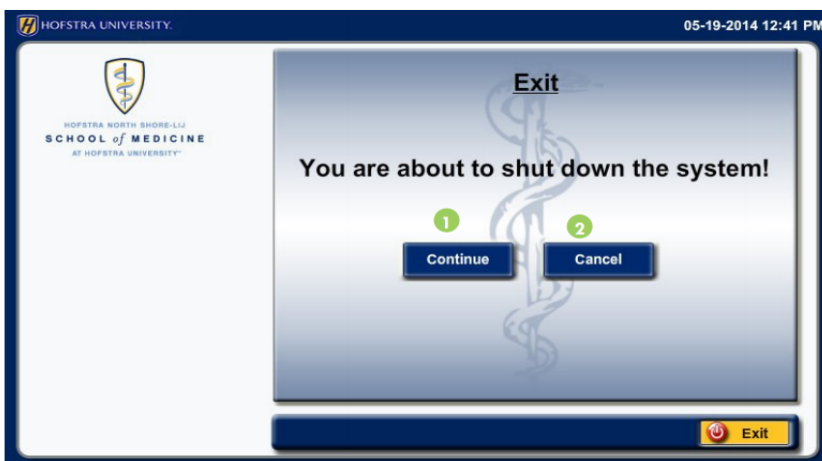 HOFSTRA UNIVERSITY.
05-19-2014 12:41 PM
HOFSTRA NORTH SHORE-LIJ
SCHOOL of MEDICINE
AT HOFSTRA UNIVERSITY
Exit
You are about to shut down the system!
1
2
Continue
Cancel
Exit